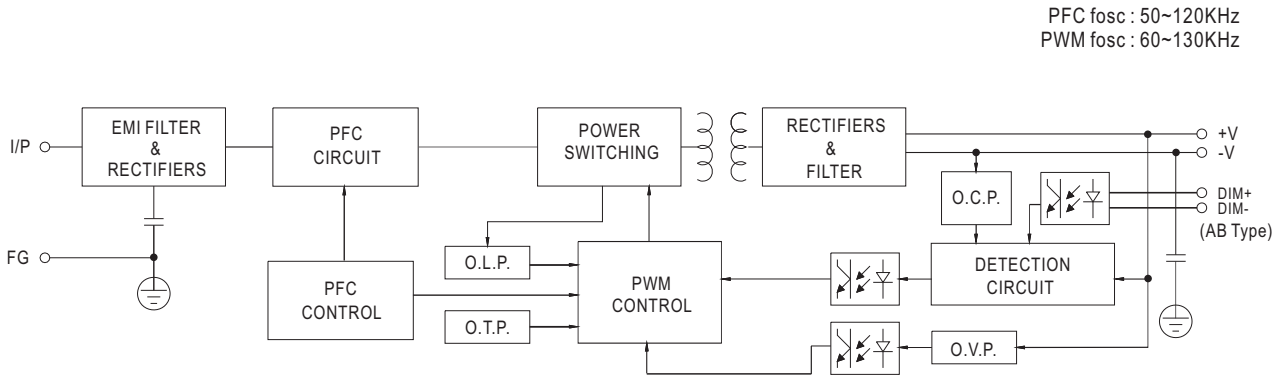 PFC fosc : 50~120KHz
PWM fosc : 60~130KHz
I/P
EMI FILTER
&
RECTIFIERS
PFC
CIRCUIT
POWER
SWITCHING
RECTIFIERS
&
FILTER
+V
-V
O.C.P.
DIM+
DIM-
(AB Type)
FG
O.L.P.
PFC
CONTROL
PWM
CONTROL
DETECTION
CIRCUIT
O.T.P.
O.V.P.